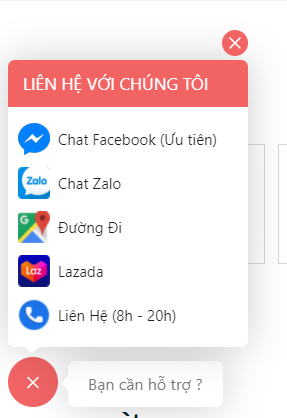 LIÊN HỆ VỚI CHÚNG TÔI
Chat Facebook (Ưu tiên)
Zalo
Chat Zalo
G
Đường Đi
Laz
Lazada
Liên Hệ (8h - 20h)
Bạn cần hỗ trợ ?